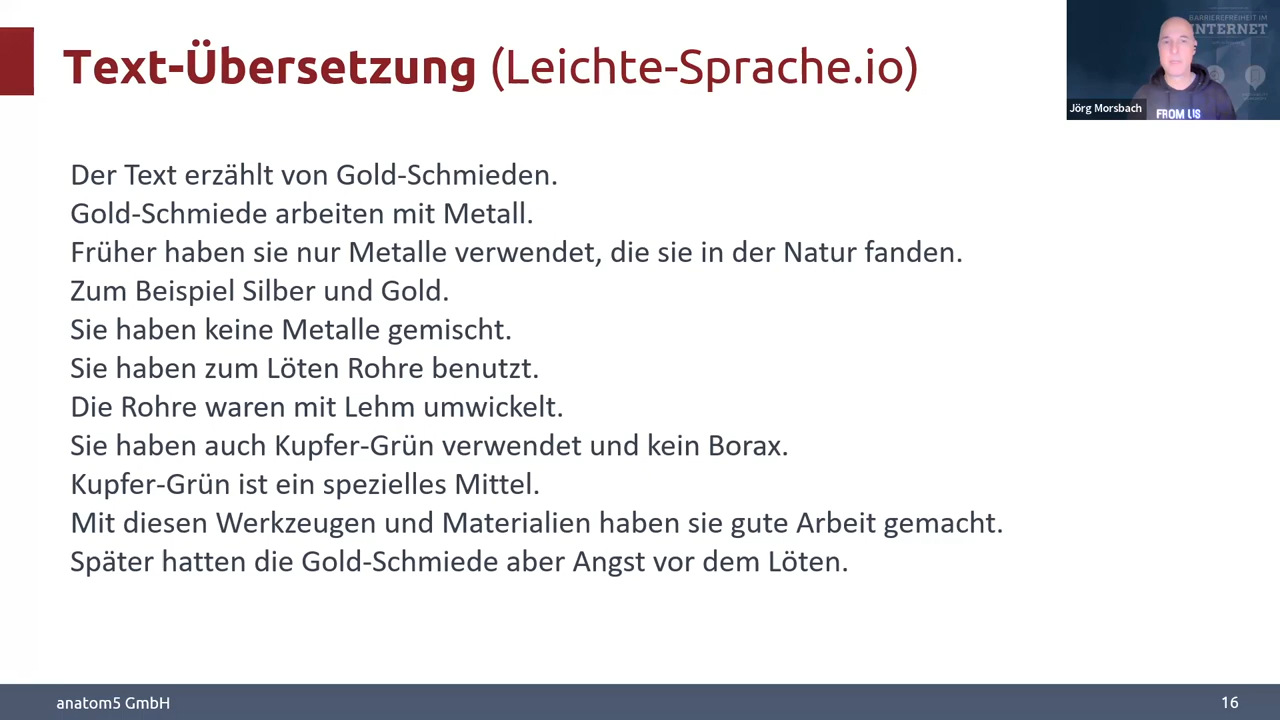 Text-Übersetzung (Leichte-Sprache.io)
BARRIEREFREIHEIT IM
INTERNET
Jörg Morsbach
FROM US
Der Text erzählt von Gold-Schmieden.
Gold-Schmiede arbeiten mit Metall.
Früher haben sie nur Metalle verwendet, die sie in der Natur fanden.
Zum Beispiel Silber und Gold.
Sie haben keine Metalle gemischt.
Sie haben zum Löten Rohre benutzt.
Die Rohre waren mit Lehm umwickelt.
Sie haben auch Kupfer-Grün verwendet und kein Borax.
Kupfer-Grün ist ein spezielles Mittel.
Mit diesen Werkzeugen und Materialien haben sie gute Arbeit gemacht.
Später hatten die Gold-Schmiede aber Angst vor dem Löten.
anatom5 GmbH
16